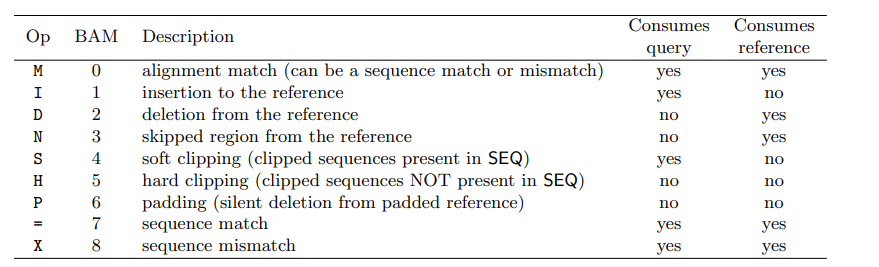 Op BAM Description Consumes query Consumes reference
M 0 alignment match (can be a sequence match or mismatch) yes yes
I 1 insertion to the reference yes no
D 2 deletion from the reference no yes
N 3 skipped region from the reference no yes
S 4 soft clipping (clipped sequences present in SEQ) yes no
H 5 hard clipping (clipped sequences NOT present in SEQ) no no
P 6 padding (silent deletion from padded reference) no no
= 7 sequence match yes yes
X 8 sequence mismatch yes yes